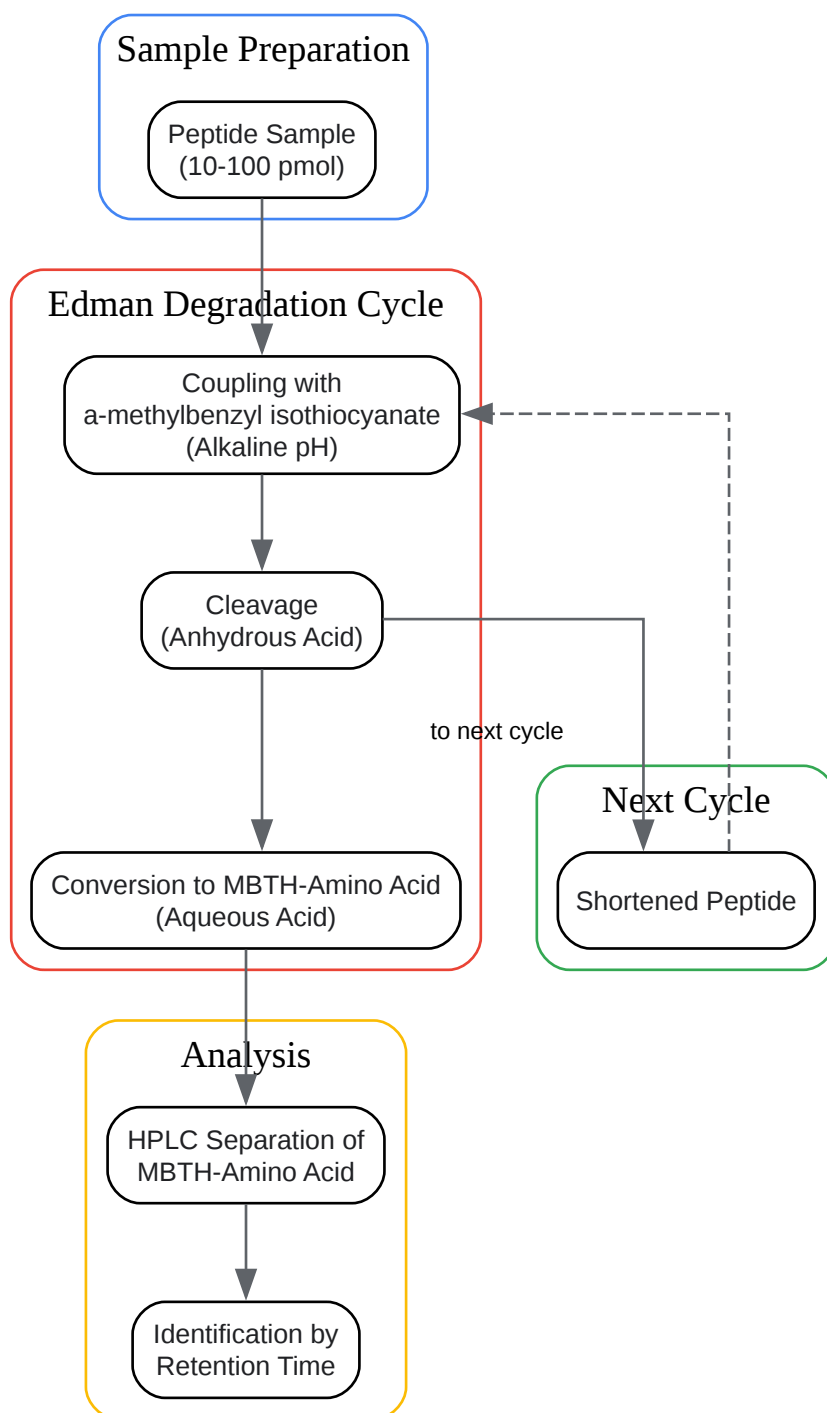 Sample Preparation
Peptide Sample
(10-100 pmol)
Edman Degradation Cycle
Coupling with
a-methylbenzyl isothiocyanate
(Alkaline pH)
Cleavage
(Anhydrous Acid)
to next cycle
Next Cycle
Conversion to MBTH-Amino Acid
(Aqueous Acid)
Shortened Peptide
Analysis
HPLC Separation of
MBTH-Amino Acid
Identification by
Retention Time